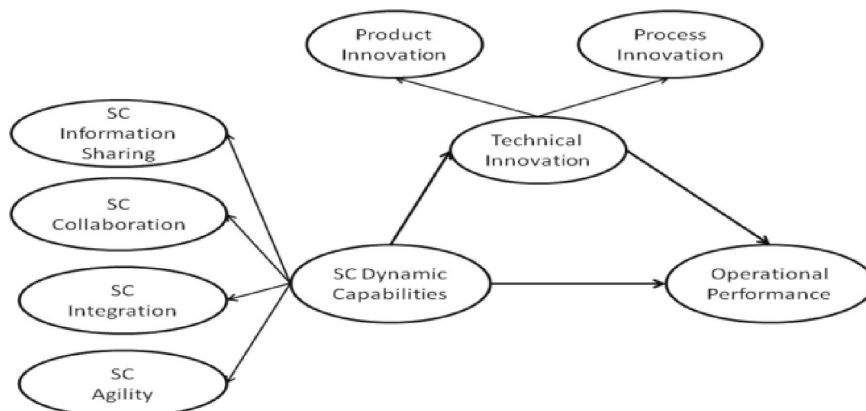 Product
Innovation
Process
Innovation
SC
Information
Sharing
Technical
Innovation
SC
Collaboration
SC Dynamic
Capabilities
Operational
Performance
SC
Integration
SC
Agility